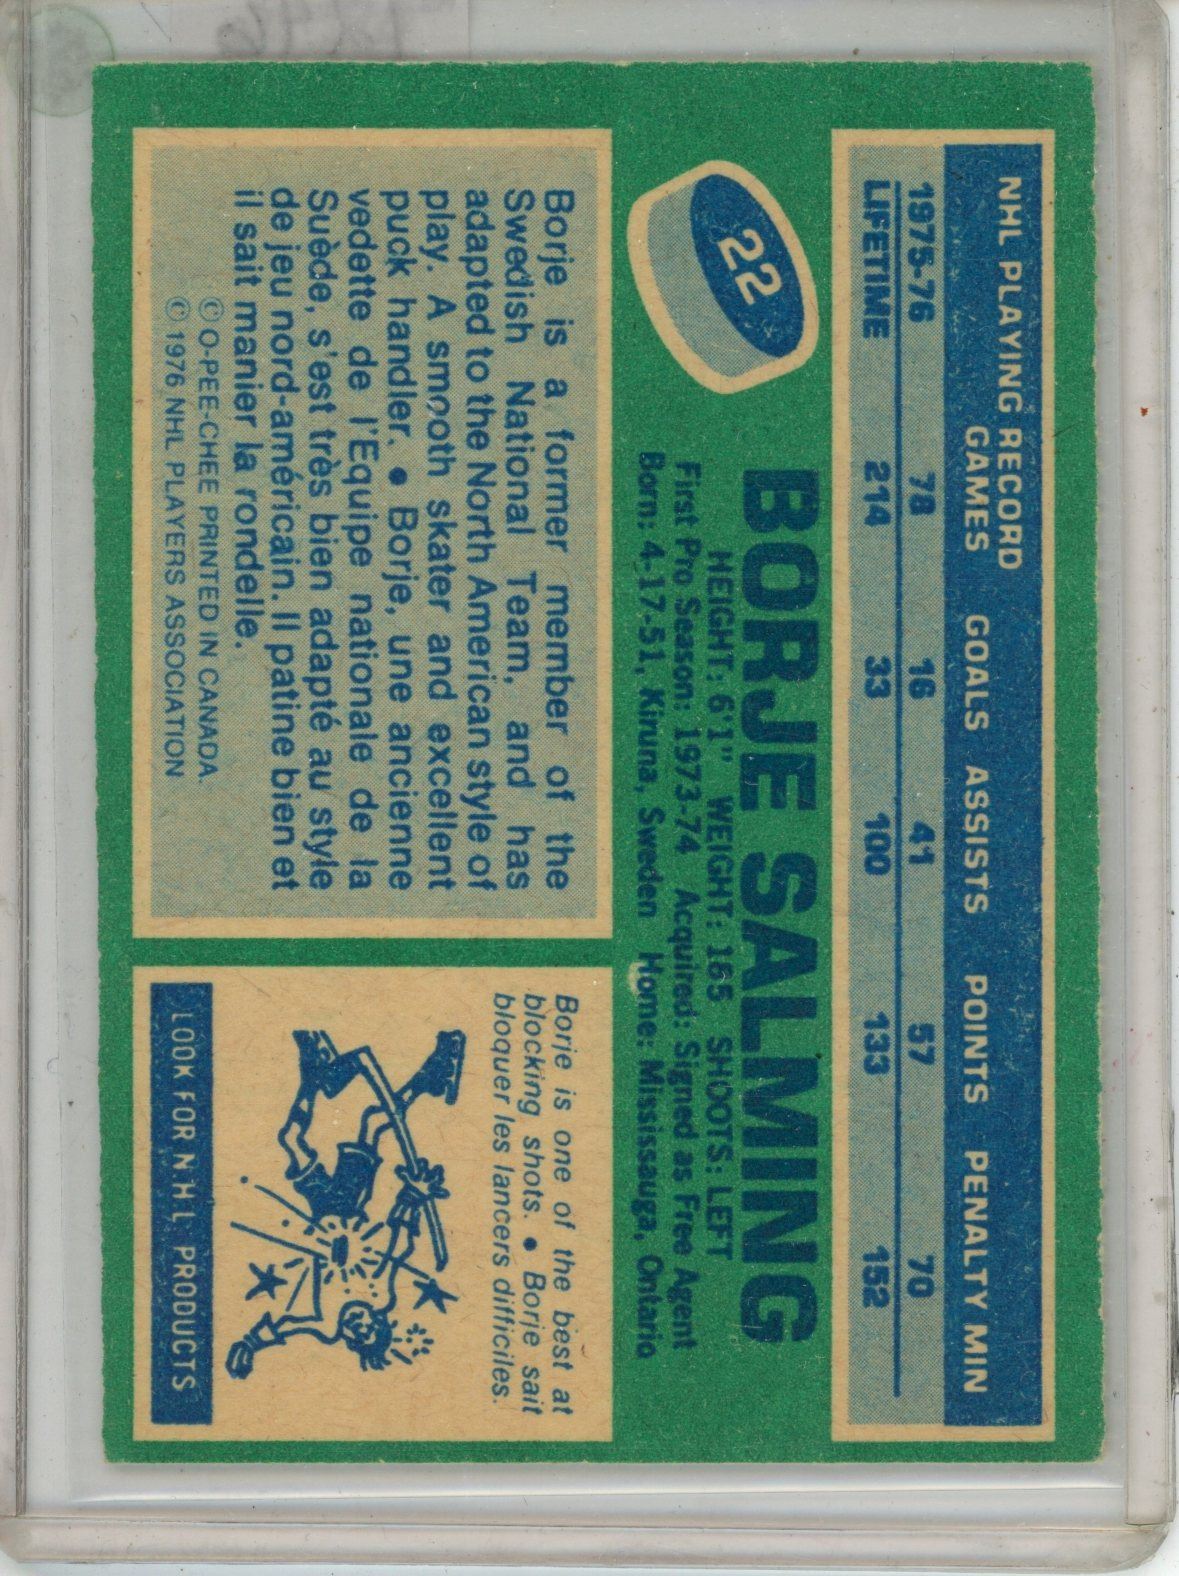 NHL PLAYING RECORD
GAMES GOALS ASSISTS POINTS PENALTY MIN
1975-76 78 16 41 57 70
LIFETIME 214 33 100 133 152
22
BORJE SALMING
HEIGHT: 6'1" WEIGHT: 185 SHOOTS: LEFT
First Pro Season: 1973-74 Acquired: Signed as Free Agent
Born: 4-17-51, Kiruna, Sweden Home: Mississauga, Ontario
Borje is a former member of the
Swedish National Team, and has
adapted to the North American style of
play. A smooth skater and excellent
puck handler. • Borje, une ancienne
vedette de l'Equipe nationale de la
Suède, s'est très bien adapté au style
de jeu nord-américain. Il patine bien et
il sait manier la rondelle.
© O-PEE-CHEE PRINTED IN CANADA
© 1976 NHL PLAYERS ASSOCIATION
Borje is one of the best at
blocking shots. • Borje sait
bloquer les lancers difficiles.
LOOK FOR N.H.L. PRODUCTS